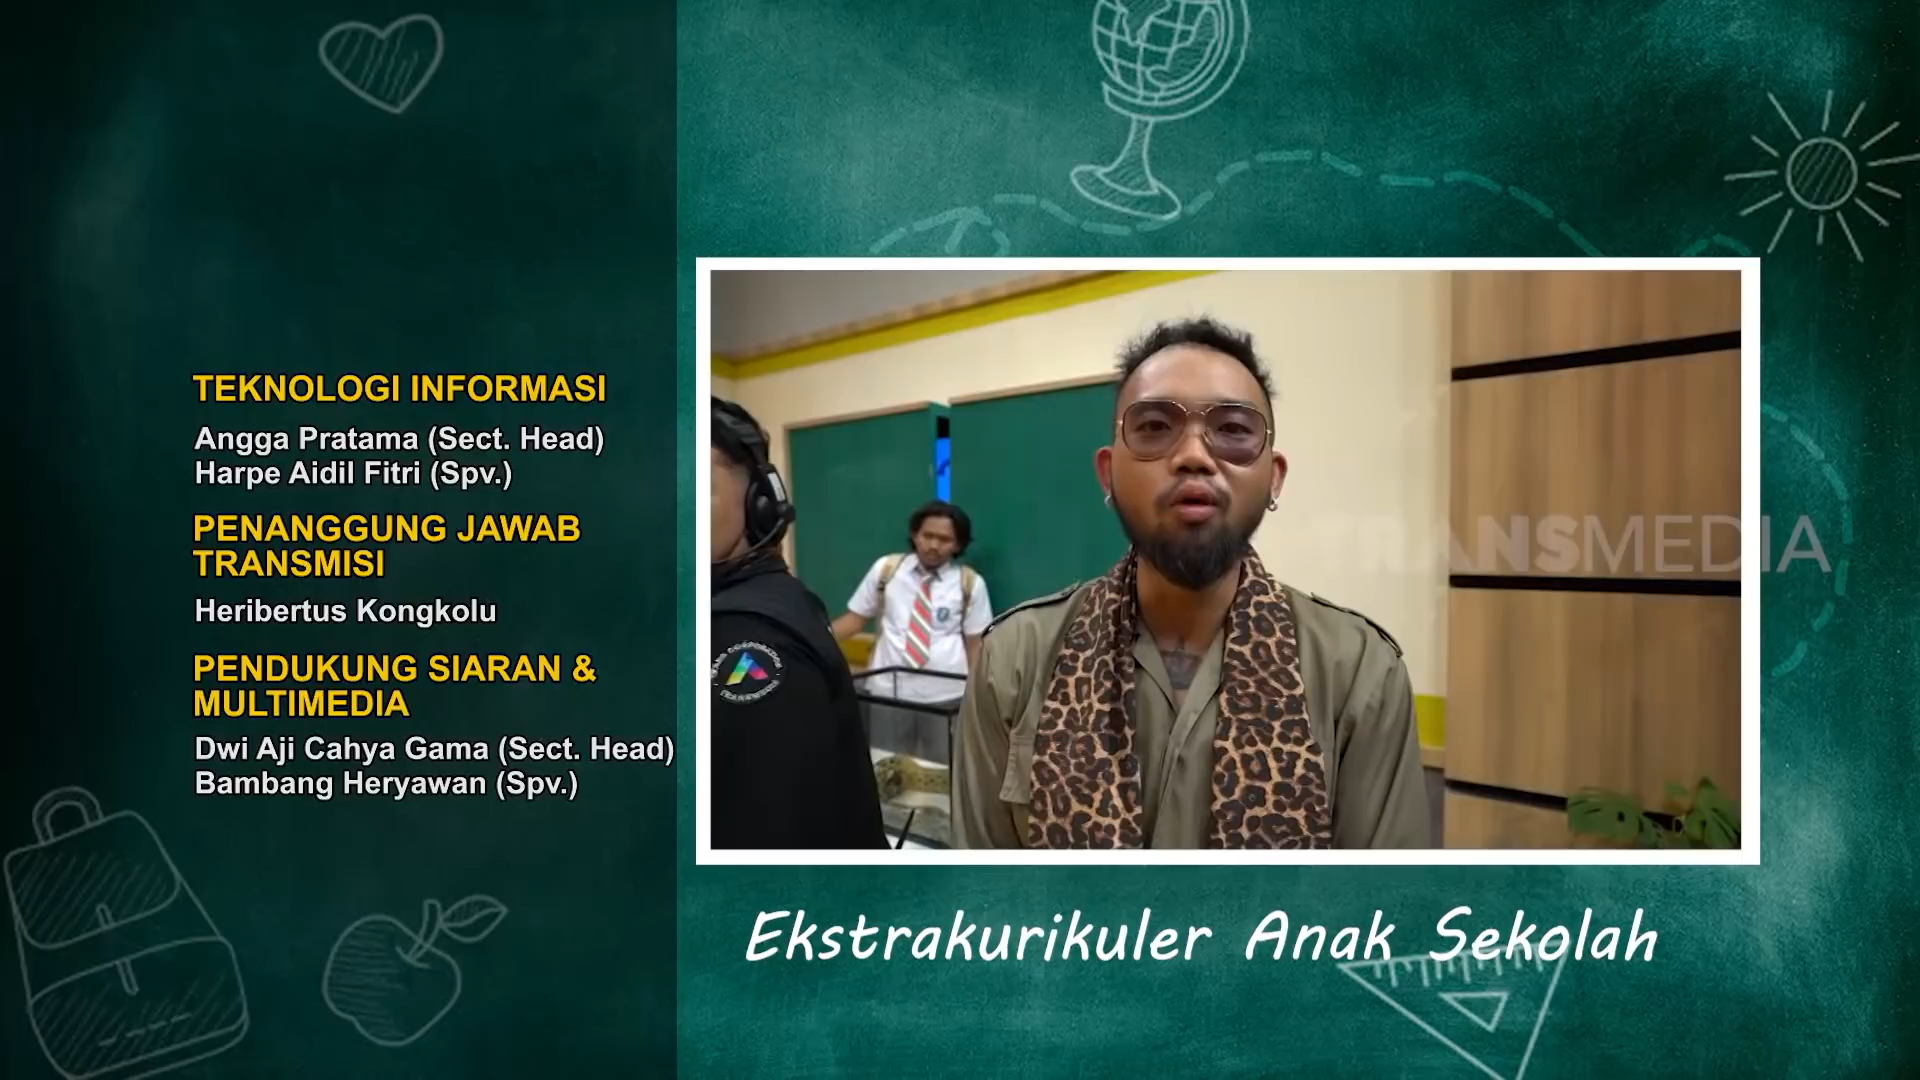 TEKNOLOGI INFORMASI
Angga Pratama (Sect. Head)
Harpe Aidil Fitri (Spv.)
PENANGGUNG JAWAB
TRANSMISI
Heribertus Kongkolu
PENDUKUNG SIARAN &
MULTIMEDIA
Dwi Aji Cahya Gama (Sect. Head)
Bambang Heryawan (Spv.)
TRANSMEDIA
Ekstrakurikuler Anak Sekolah